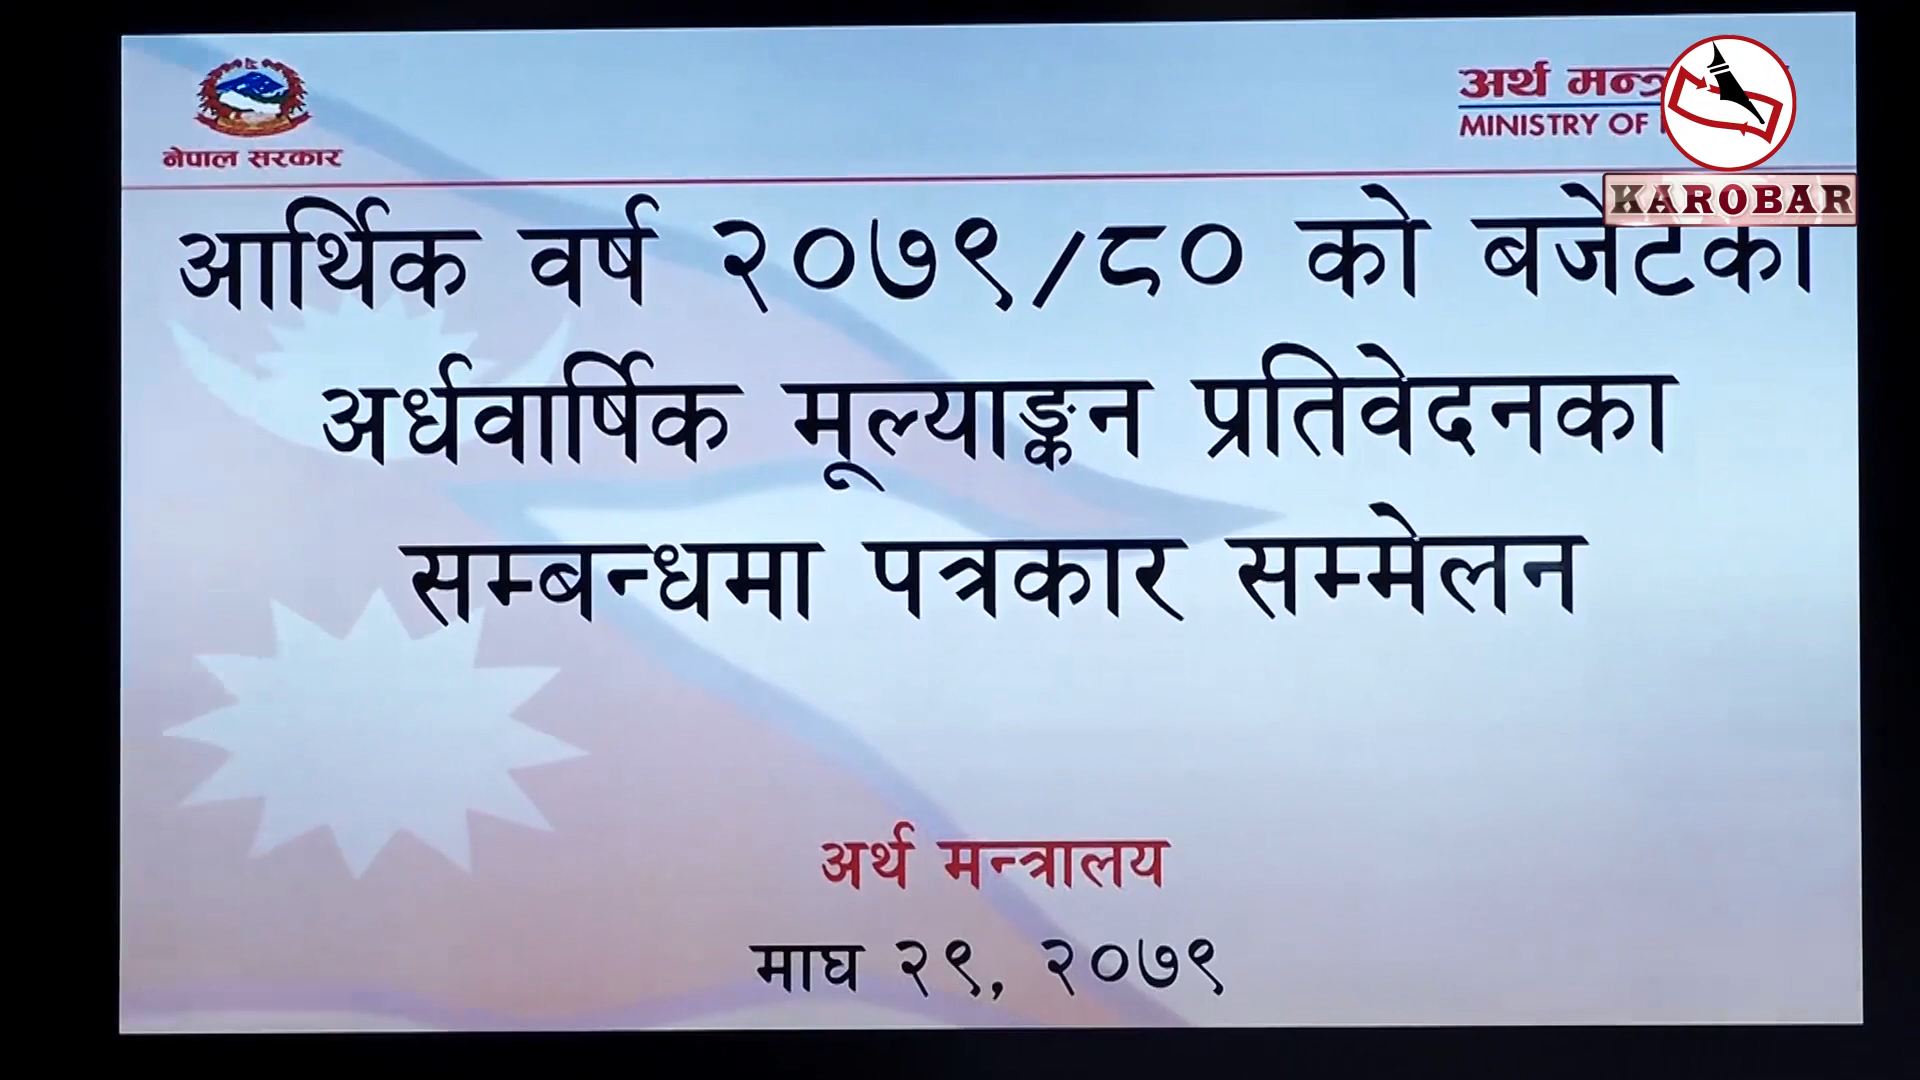 नेपाल सरकार
अर्थ
MINISTRY OF
KAROBAR
आर्थिक वर्ष २०७९/८० को बजेटको
अर्धवार्षिक मूल्याङ्कन प्रतिवेदनका
सम्बन्धमा पत्रकार सम्मेलन
अर्थ मन्त्रालय
माघ २९, २०७९